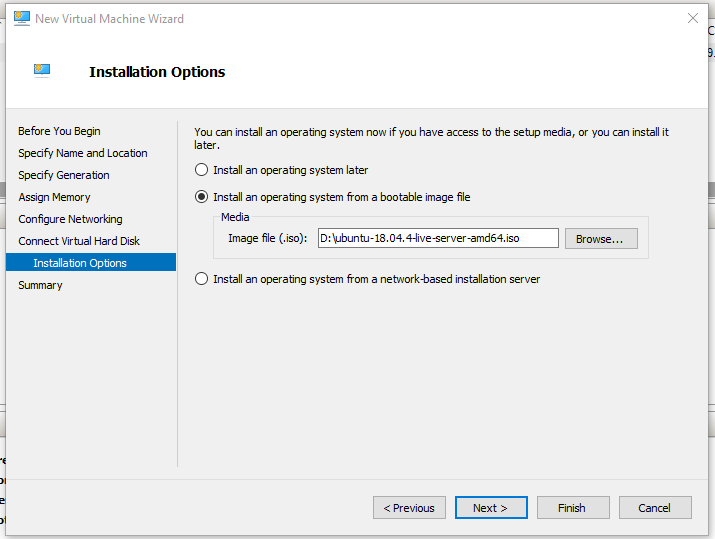 New Virtual Machine Wizard
Installation Options
Before You Begin
Specify Name and Location
Specify Generation
Assign Memory
Configure Networking
Connect Virtual Hard Disk
Installation Options
Summary
You can install an operating system now if you have access to the setup media, or you can install it
later.
Install an operating system later
Install an operating system from a bootable image file
Media
Image file (.iso):
D:\ubuntu-18.04.4-live-server-amd64.iso
Browse...
Install an operating system from a network-based installation server
< Previous
Next >
Finish
Cancel